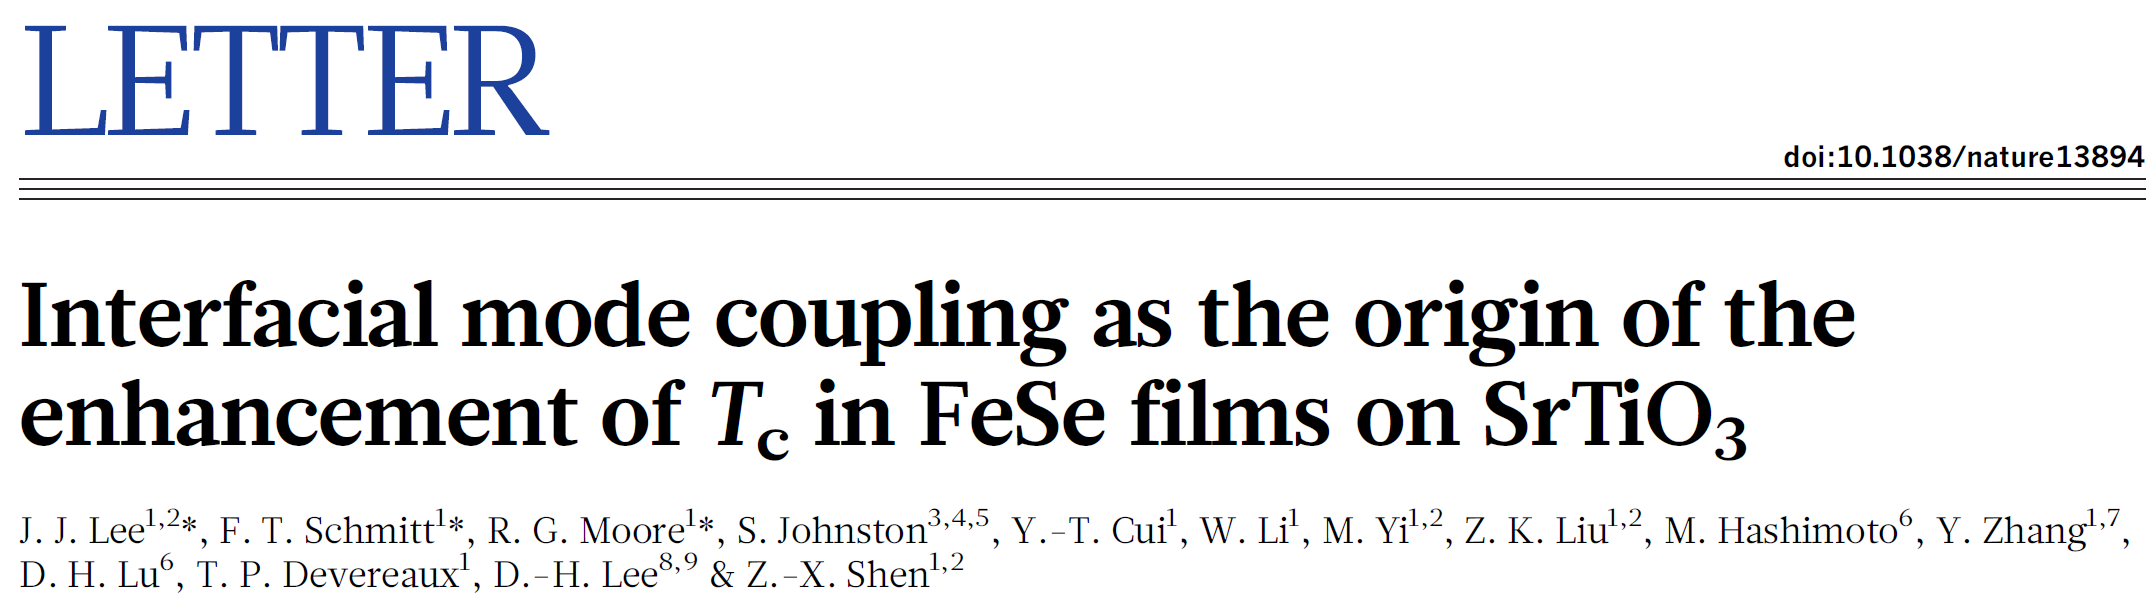 LETTER
doi:10.1038/nature13894
Interfacial mode coupling as the origin of the
enhancement of Tc in FeSe films on SrTiO3
J. J. Lee1,2*, F. T. Schmitt1*, R. G. Moore1*, S. Johnston3,4,5, Y.-T. Cui1, W. Li1, M. Yi1,2, Z. K. Liu1,2, M. Hashimoto6, Y. Zhang1,7,
D. H. Lu6, T. P. Devereaux1, D.-H. Lee8,9 & Z.-X. Shen1,2